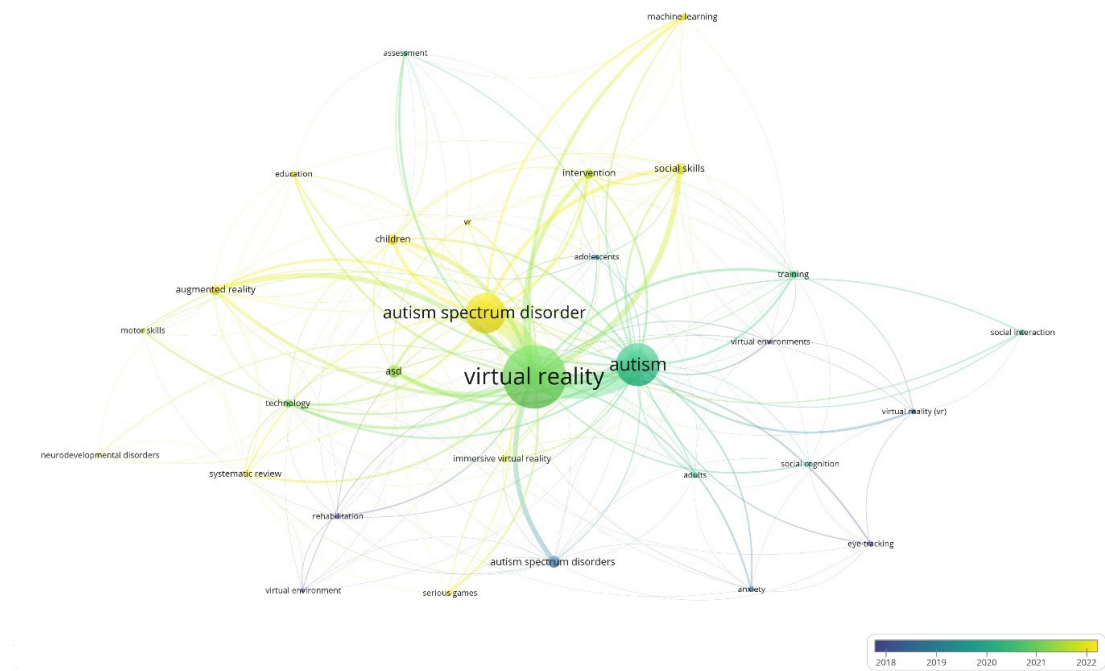 machine learning
assessment
education
intervention
social skills
vr
children
adolescents
training
augmented reality
autism spectrum disorder
motor skills
social interaction
virtual environments
autism
asd
virtual reality
technology
virtual reality (vr)
neurodevelopmental disorders
immersive virtual reality
social cognition
systematic review
adults
rehabilitation
eye-tracking
autism spectrum disorders
virtual environment
serious games
anxiety
2018 2019 2020 2021 2022